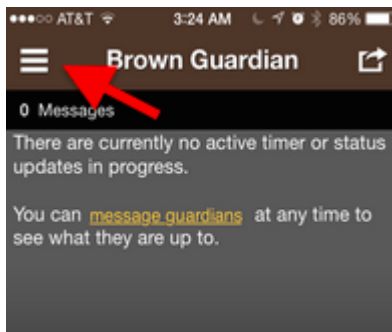 AT&T 3:24 AM 86%
Brown Guardian
0 Messages
There are currently no active timer or status
updates in progress.
You can message guardians at any time to
see what they are up to.